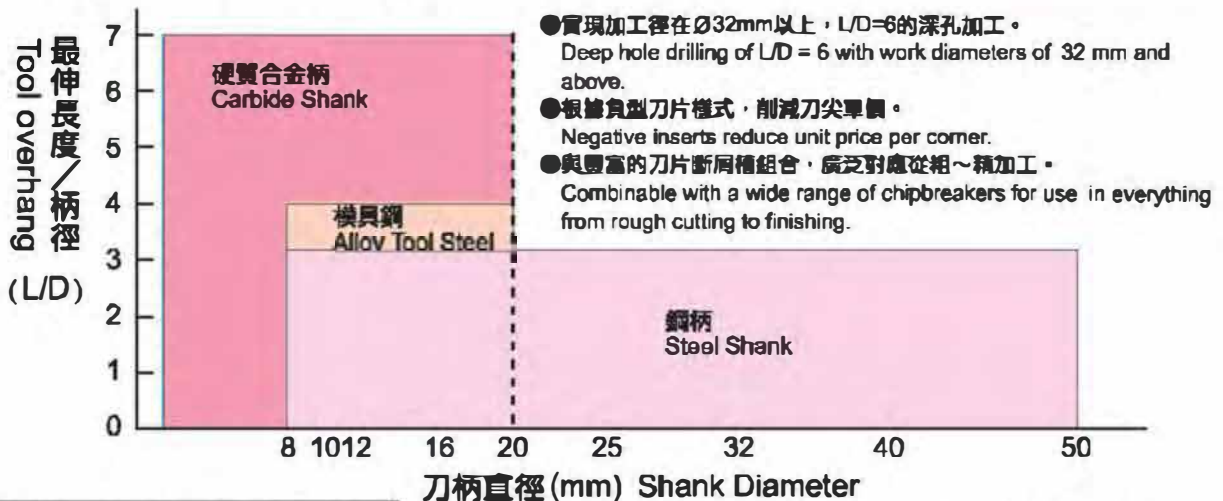 最伸長度/柄徑
Tool overhang
(L/D)
7
6
5
4
3
2
1
0
硬質合金柄
Carbide Shank
模具鋼
Alloy Tool Steel
鋼柄
Steel Shank
●實現加工徑在Ø32mm以上,L/D=6的深孔加工。
Deep hole drilling of L/D = 6 with work diameters of 32 mm and
above.
●根據負型刀片樣式,削減刀尖單價。
Negative inserts reduce unit price per corner.
●與豐富的刀片斷屑槽組合,廣泛對應從粗~精加工。
Combinable with a wide range of chipbreakers for use in everything
from rough cutting to finishing.
8 10 12 16 20 25 32 40 50
刀柄直徑(mm) Shank Diameter